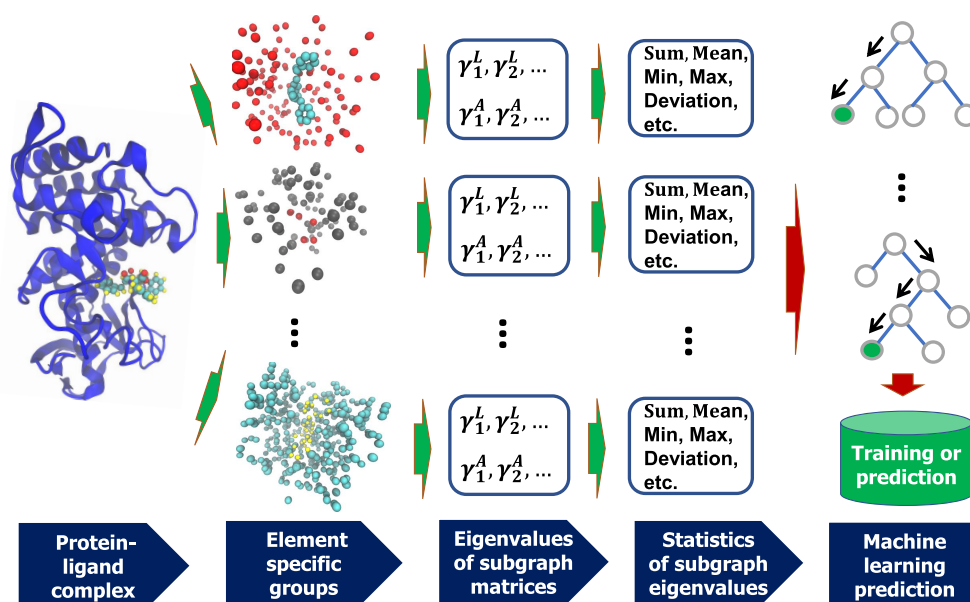 γ₁ᴸ, γ₂ᴸ, ...
γ₁ᴬ, γ₂ᴬ, ...
Sum, Mean,
Min, Max,
Deviation,
etc.
γ₁ᴸ, γ₂ᴸ, ...
γ₁ᴬ, γ₂ᴬ, ...
Sum, Mean,
Min, Max,
Deviation,
etc.
γ₁ᴸ, γ₂ᴸ, ...
γ₁ᴬ, γ₂ᴬ, ...
Sum, Mean,
Min, Max,
Deviation,
etc.
Training or
prediction
Protein-
ligand
complex
Element
specific
groups
Eigenvalues
of subgraph
matrices
Statistics
of subgraph
eigenvalues
Machine
learning
prediction